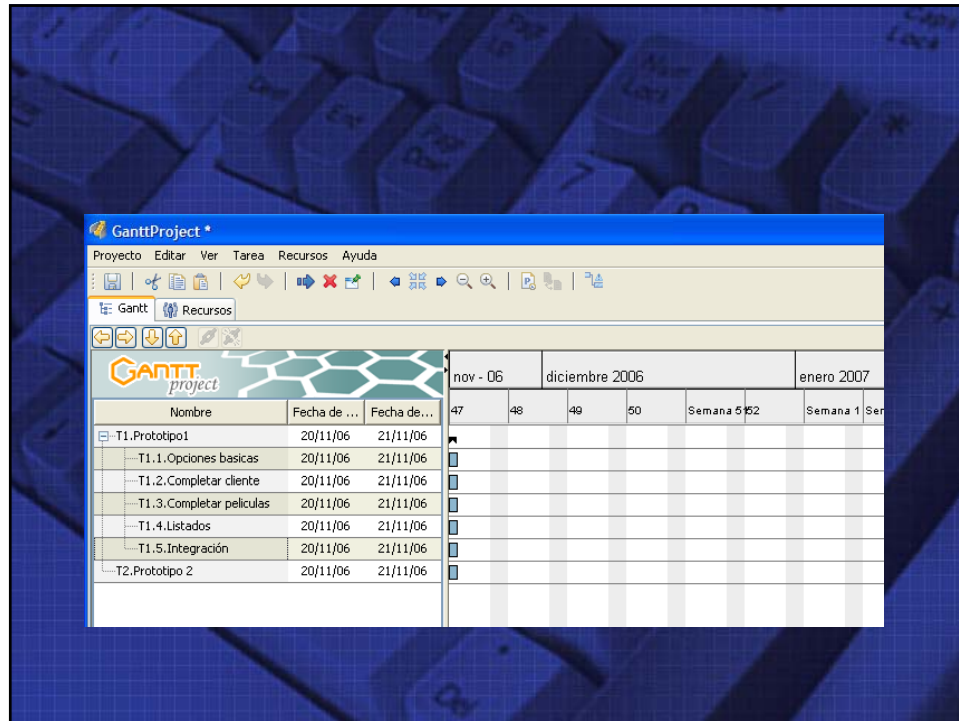 GanttProject *
Proyecto Editar Ver Tarea Recursos Ayuda
Gantt Recursos
GANTT project
nov - 06 diciembre 2006 enero 2007
Nombre Fecha de ... Fecha de... 47 48 49 50 Semana 51 52 Semana 1
T1.Prototipo1 20/11/06 21/11/06
T1.1.Opciones basicas 20/11/06 21/11/06
T1.2.Completar cliente 20/11/06 21/11/06
T1.3.Completar peliculas 20/11/06 21/11/06
T1.4.Listados 20/11/06 21/11/06
T1.5.Integración 20/11/06 21/11/06
T2.Prototipo 2 20/11/06 21/11/06